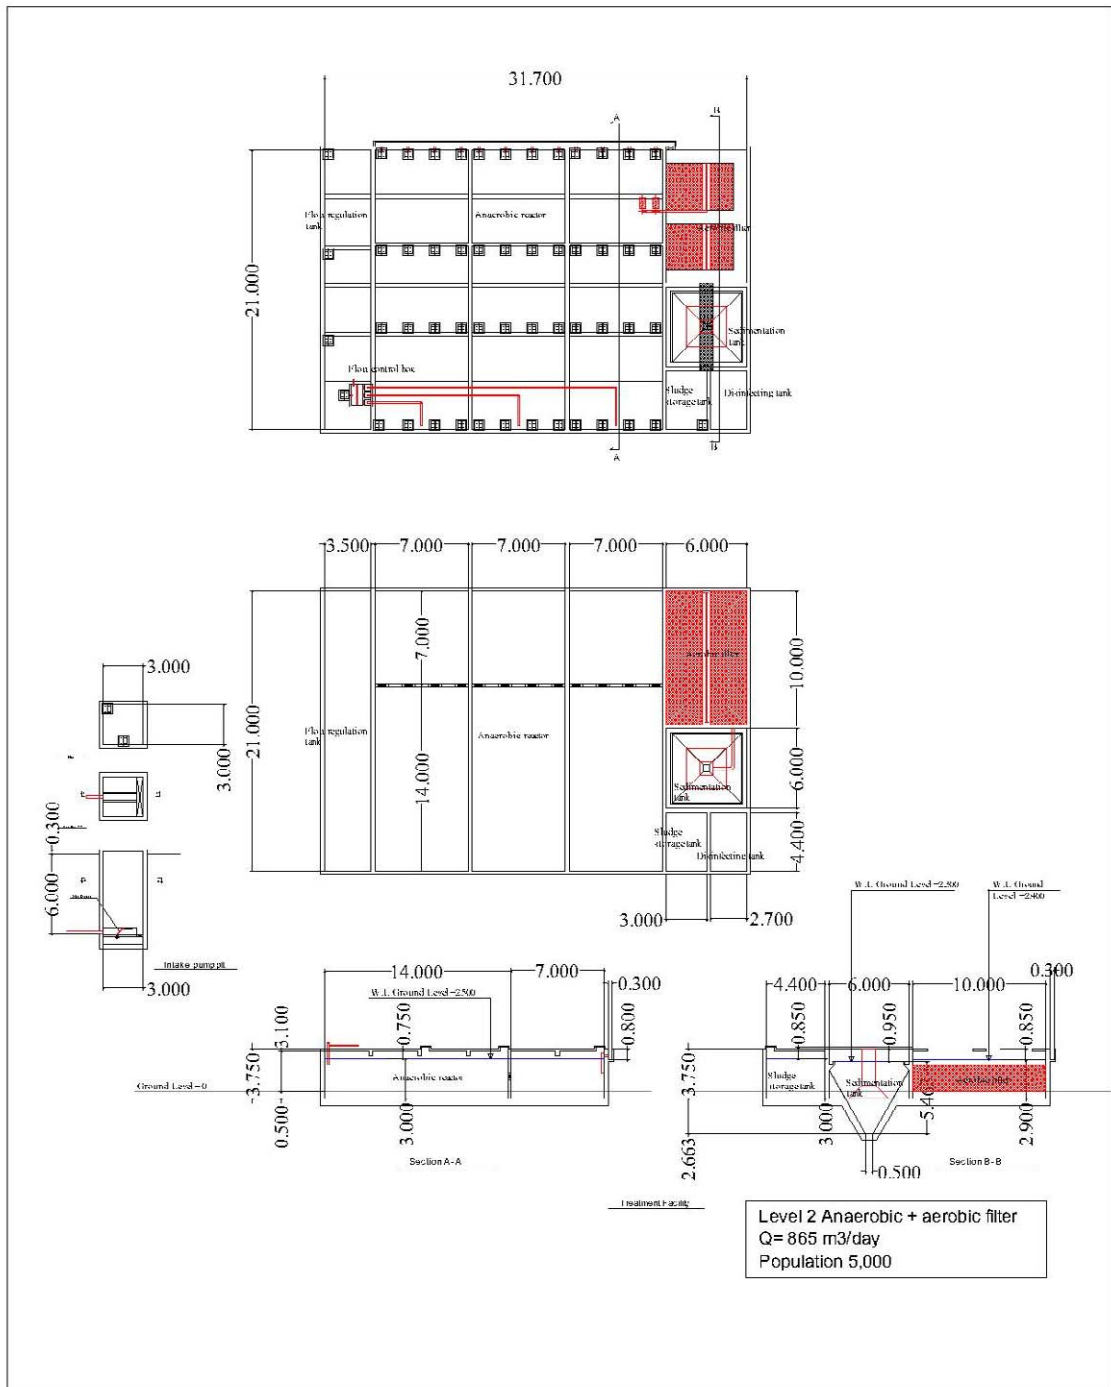 31.700
A
B
21.000
Flow regulation
tank
Anaerobic reactor
Aerobic filter
Sedimentation
tank
Flow control box
Sludge
storage tank
Disinfecting tank
A
B
3.500
7.000
7.000
7.000
6.000
21.000
7.000
14.000
Flow regulation
tank
Anaerobic reactor
Aerobic filter
10.000
Sedimentation
tank
6.000
Sludge
storage tank
Disinfecting tank
4.400
3.000
2.700
3.000
3.000
0.300
6.000
3.000
Intake pump pit
14.000
7.000
0.300
W.L. Ground Level +2.500
3.100
0.750
0.800
3.750
Anaerobic reactor
Ground Level +0
0.500
3.000
Section A-A
W.L. Ground
4.400
6.000
10.000
0.300
0.850
0.950
0.850
3.750
Sludge
storage tank
Sedimentation
tank
Aerobic filter
3.000
2.900
2.663
0.500
Section B-B
Treatment Facility
Level 2 Anaerobic + aerobic filter
Q= 865 m3/day
Population 5,000